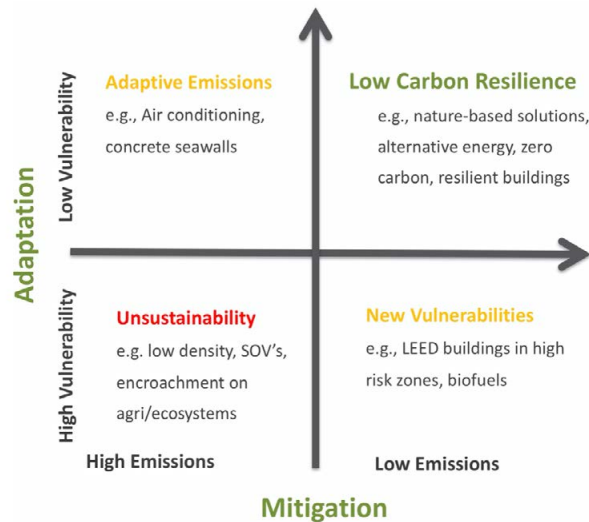 Adaptive Emissions
e.g., Air conditioning,
concrete seawalls
Low Carbon Resilience
e.g., nature-based solutions,
alternative energy, zero
carbon, resilient buildings
Adaptation
Low Vulnerability
High Vulnerability
Unsustainability
e.g. low density, SOV's,
encroachment on
agri/ecosystems
New Vulnerabilities
e.g., LEED buildings in high
risk zones, biofuels
High Emissions
Low Emissions
Mitigation